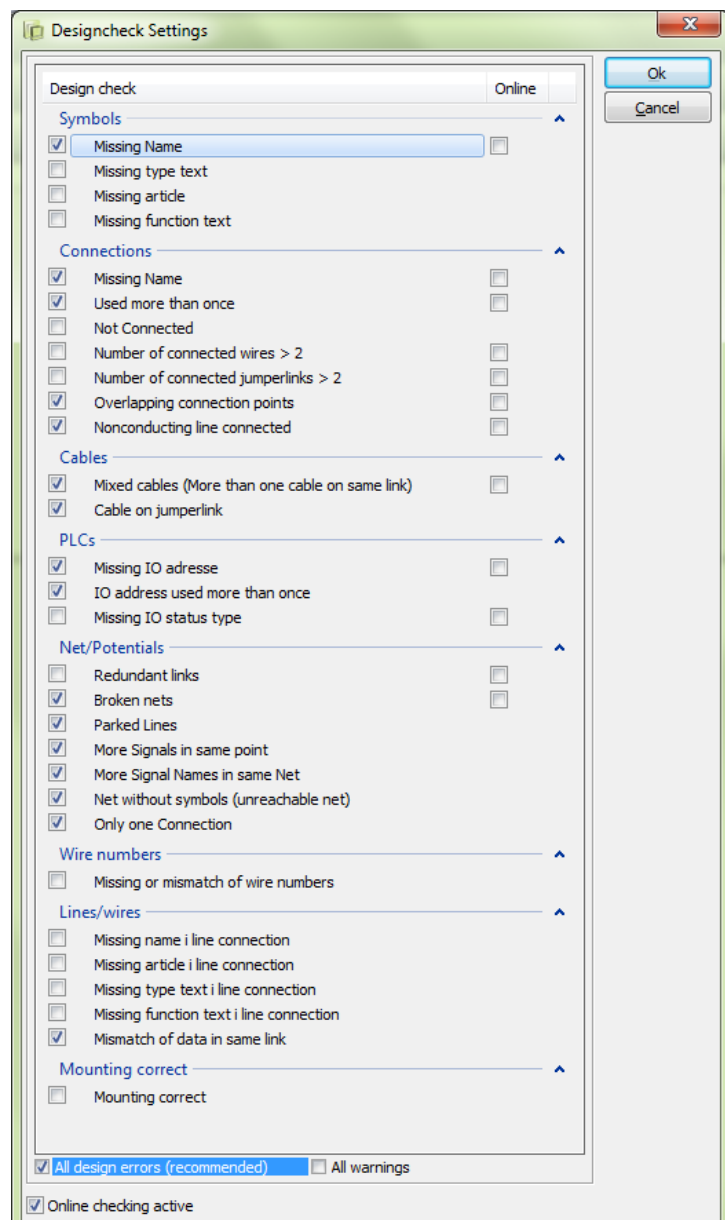 Designcheck Settings
X
Design check Online
Ok
Cancel
Symbols
Missing Name
Missing type text
Missing article
Missing function text
Connections
Missing Name
Used more than once
Not Connected
Number of connected wires > 2
Number of connected jumperlinks > 2
Overlapping connection points
Nonconducting line connected
Cables
Mixed cables (More than one cable on same link)
Cable on jumperlink
PLCs
Missing IO adresse
IO address used more than once
Missing IO status type
Net/Potentials
Redundant links
Broken nets
Parked Lines
More Signals in same point
More Signal Names in same Net
Net without symbols (unreachable net)
Only one Connection
Wire numbers
Missing or mismatch of wire numbers
Lines/wires
Missing name i line connection
Missing article i line connection
Missing type text i line connection
Missing function text i line connection
Mismatch of data in same link
Mounting correct
Mounting correct
All design errors (recommended) All warnings
Online checking active